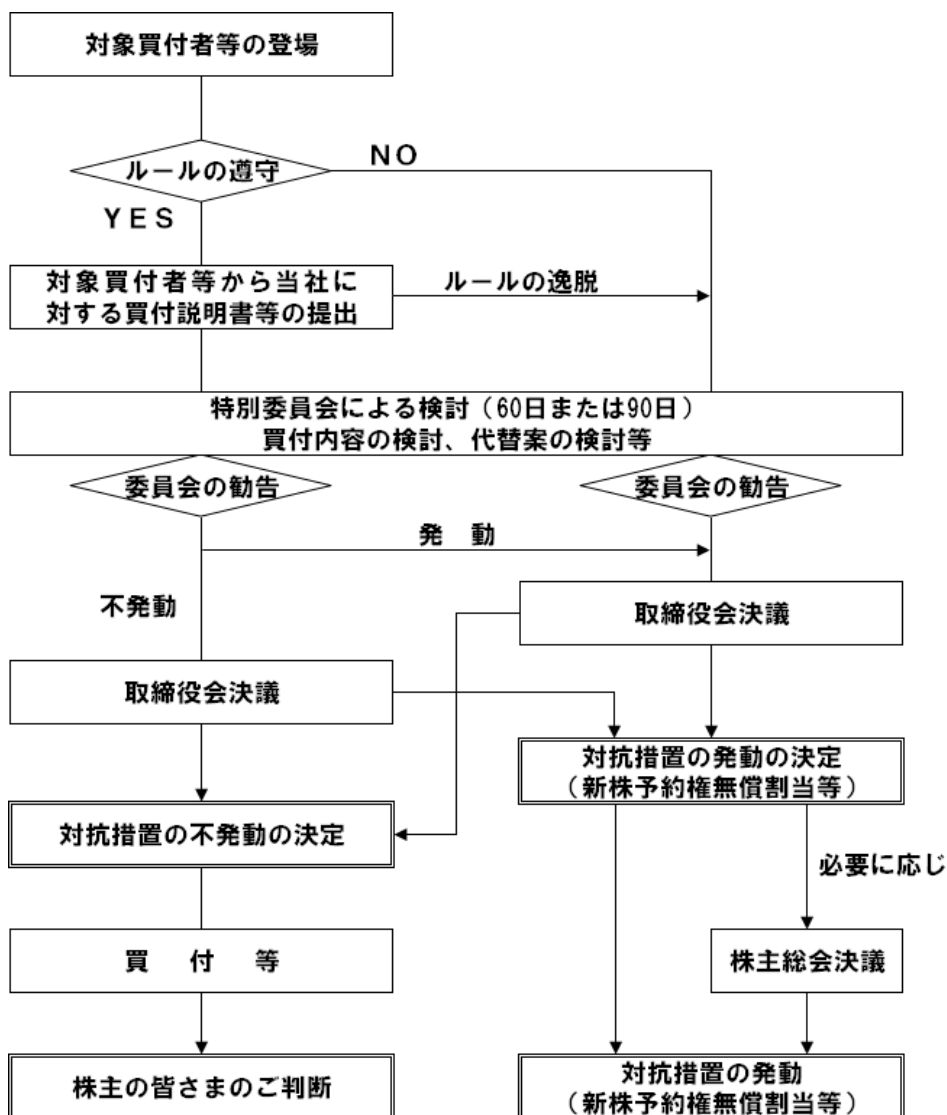 対象買付者等の登場
ルールの遵守
NO
YES
対象買付者等から当社に
対する買付説明書等の提出
ルールの逸脱
特別委員会による検討（60日または90日）
買付内容の検討、代替案の検討等
委員会の勧告
委員会の勧告
発　動
不発動
取締役会決議
取締役会決議
対抗措置の発動の決定
（新株予約権無償割当等）
対抗措置の不発動の決定
必要に応じ
買　付　等
株主総会決議
株主の皆さまのご判断
対抗措置の発動
（新株予約権無償割当等）